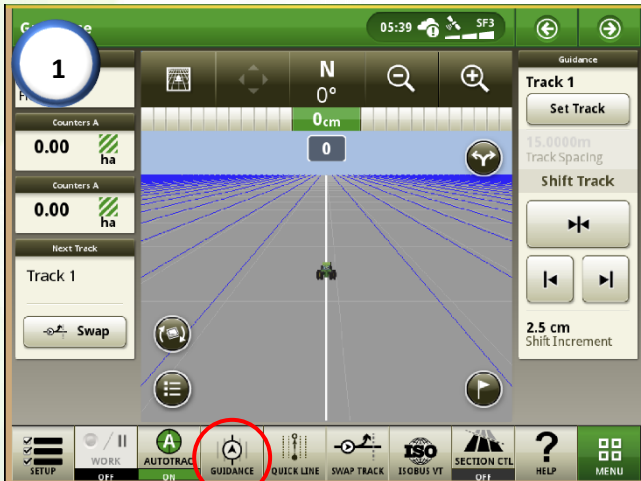 05:39 SF3
1
Counters A
0.00 ha
Counters A
0.00 ha
Next Track
Track 1
Swap
N
0°
0cm
0
Guidance
Track 1
Set Track
15.0000m
Track Spacing
Shift Track
2.5 cm
Shift Increment
SETUP
WORK
OFF
AUTOTRAC
ON
GUIDANCE
QUICK LINE
SWAP TRACK
ISO
ISOBUS VT
SECTION CTL
OFF
?
HELP
MENU